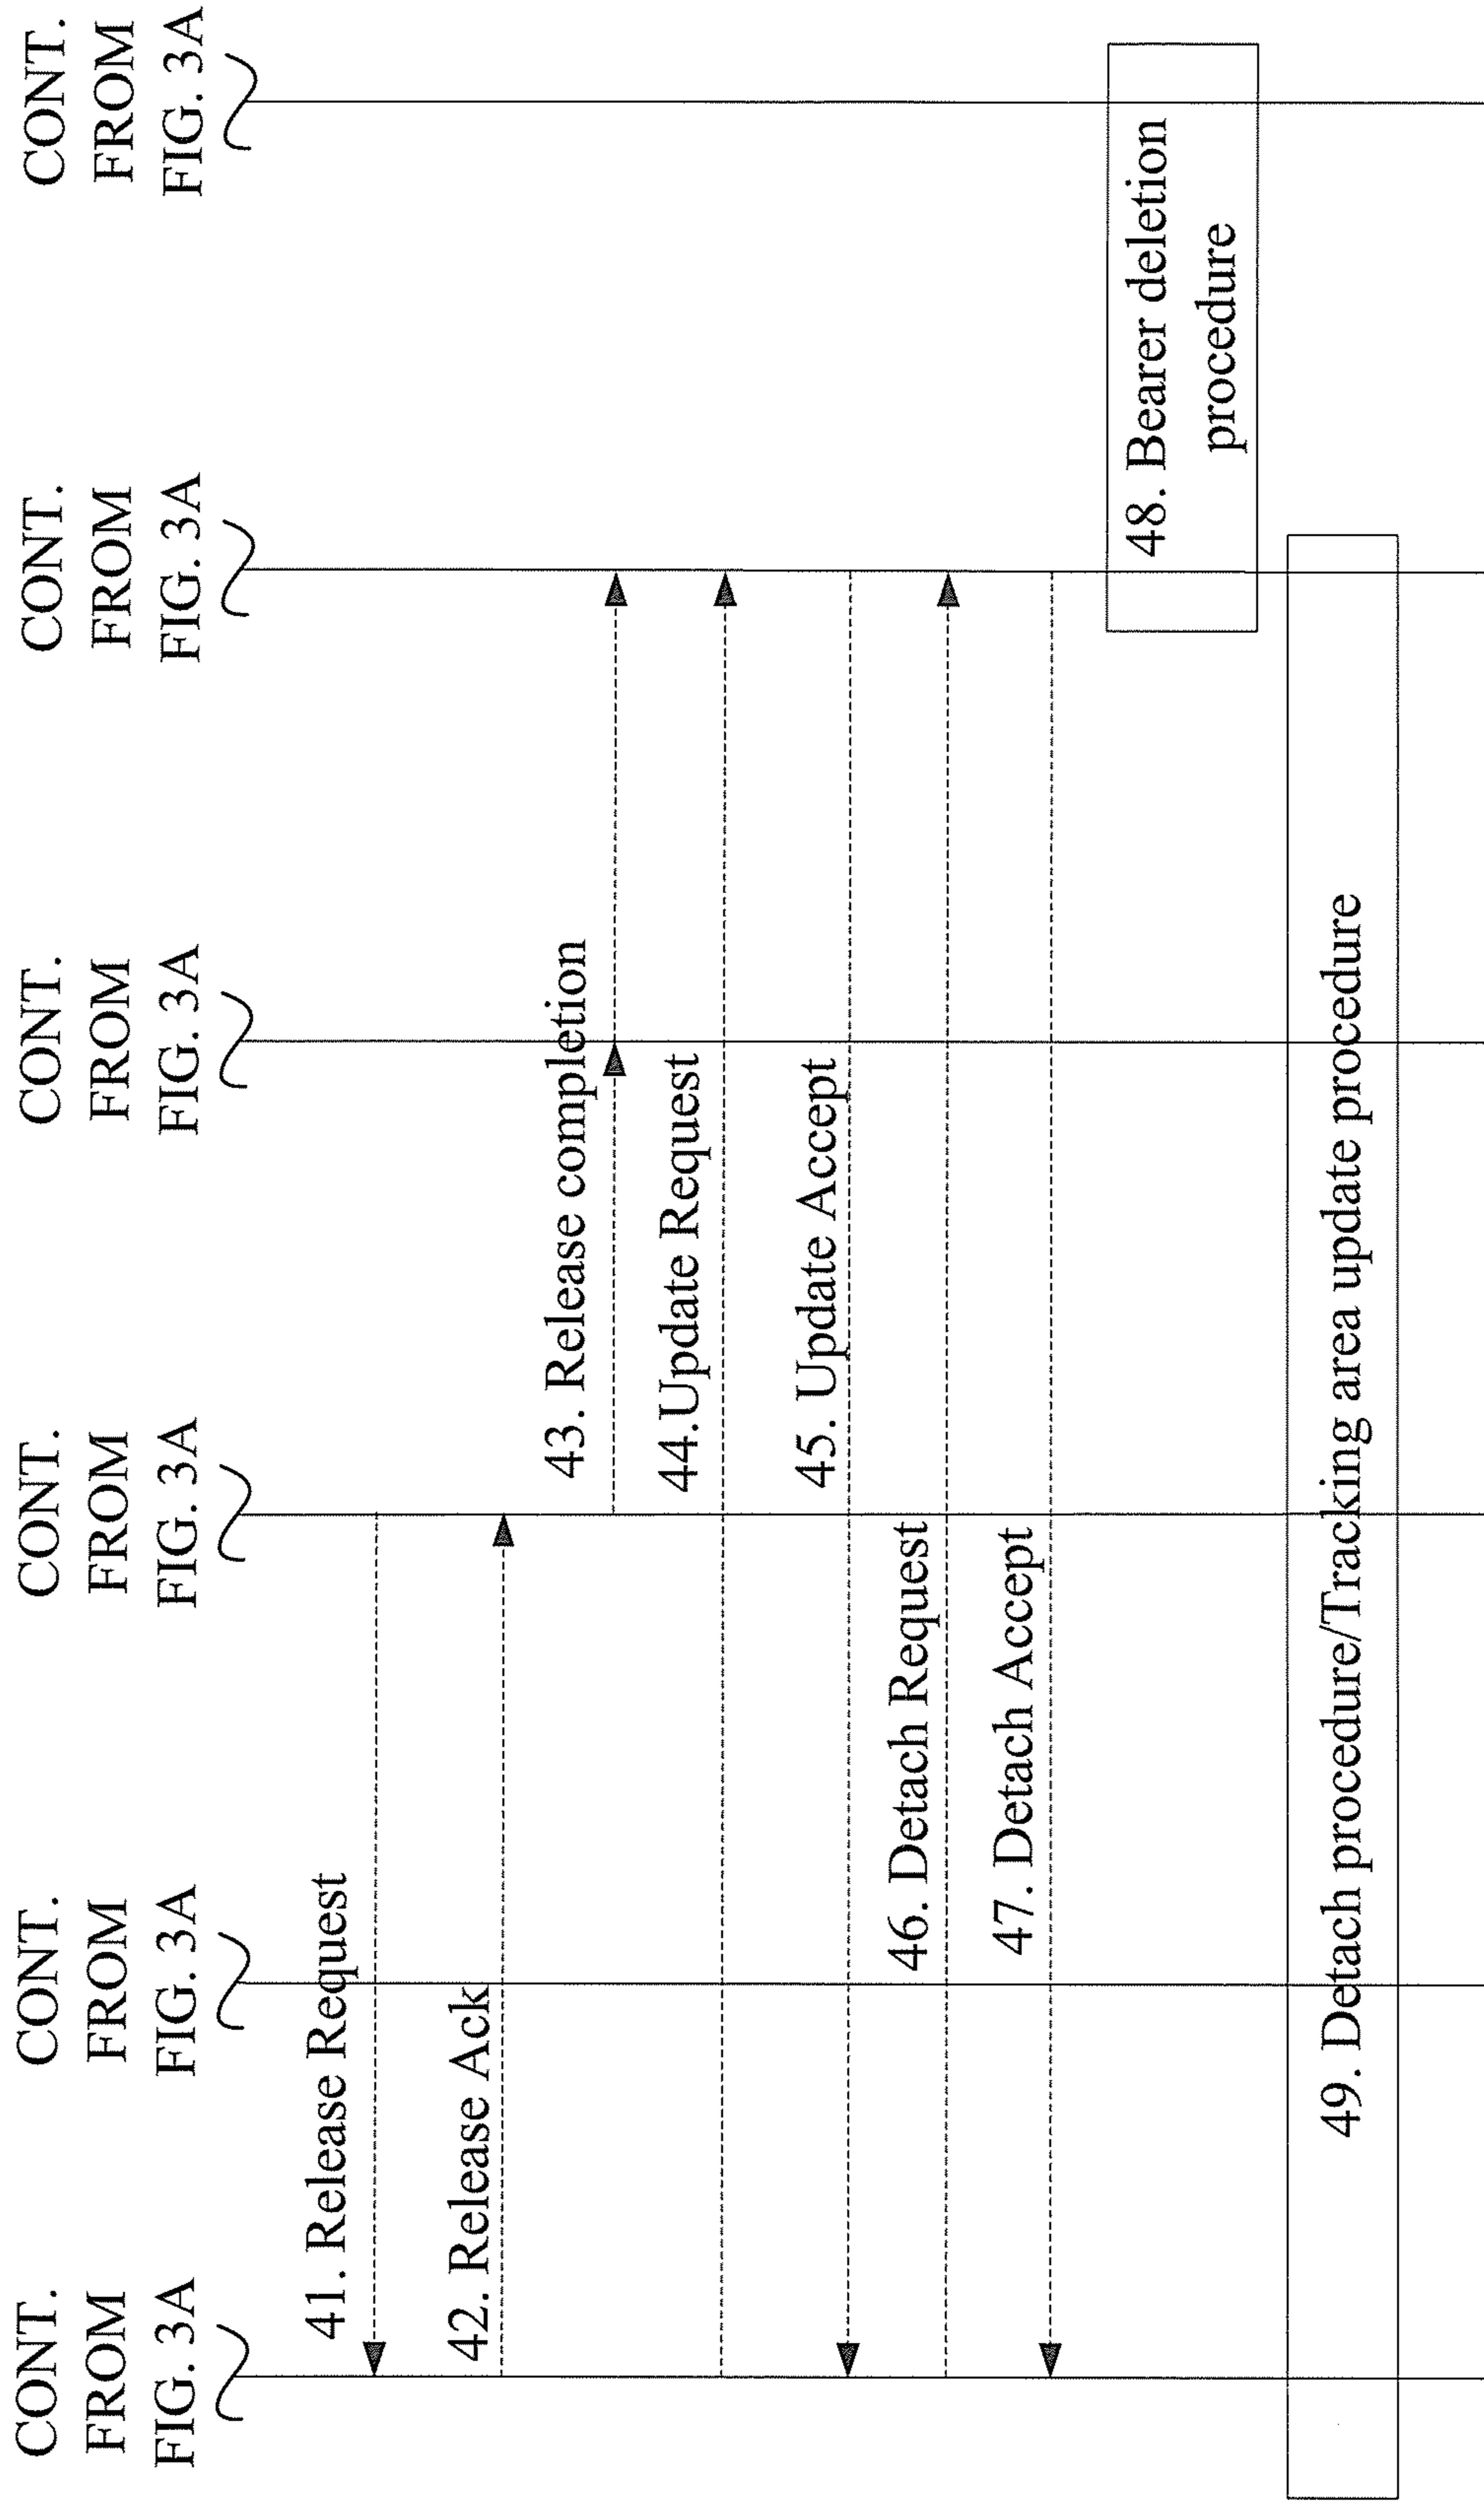 CONT.
FROM
FIG. 3A
CONT.
FROM
FIG. 3A
CONT.
FROM
FIG. 3A
CONT.
FROM
FIG. 3A
CONT.
FROM
FIG. 3A
CONT.
FROM
FIG. 3A
41. Release Request
42. Release Ack
43. Release completion
44.Update Request
45. Update Accept
46. Detach Request
47. Detach Accept
48. Bearer deletion
procedure
49. Detach procedure/Tracking area update procedure